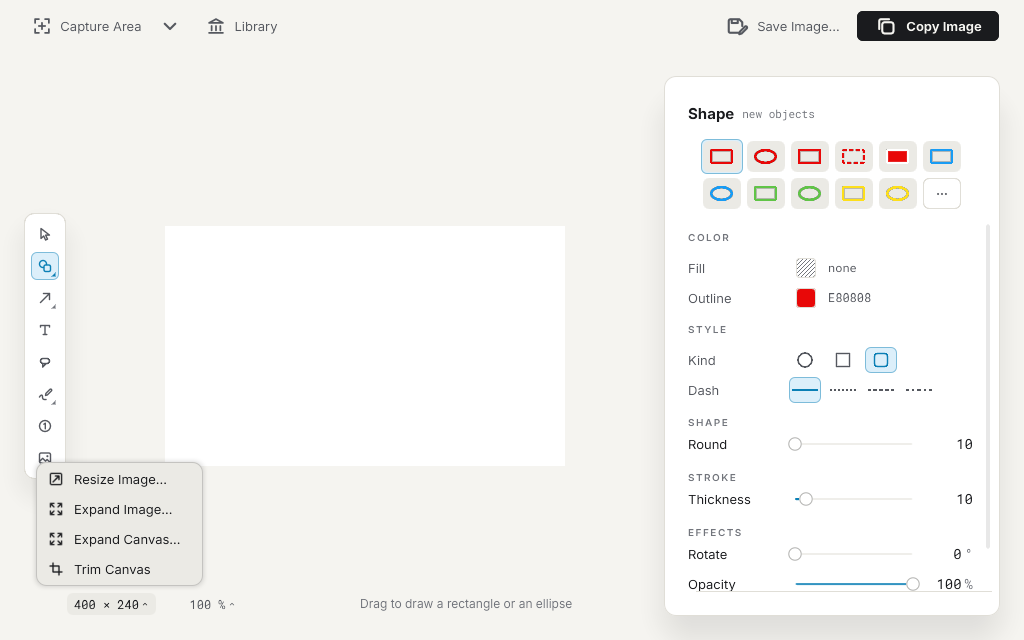 Capture Area
Library
Save Image...
Copy Image
Shape new objects
...
COLOR
Fill none
Outline E80808
STYLE
Kind
Dash
SHAPE
Round 10
STROKE
Thickness 10
EFFECTS
Rotate 0°
Opacity 100%
Resize Image...
Expand Image...
Expand Canvas...
Trim Canvas
400 × 240
100 %
Drag to draw a rectangle or an ellipse